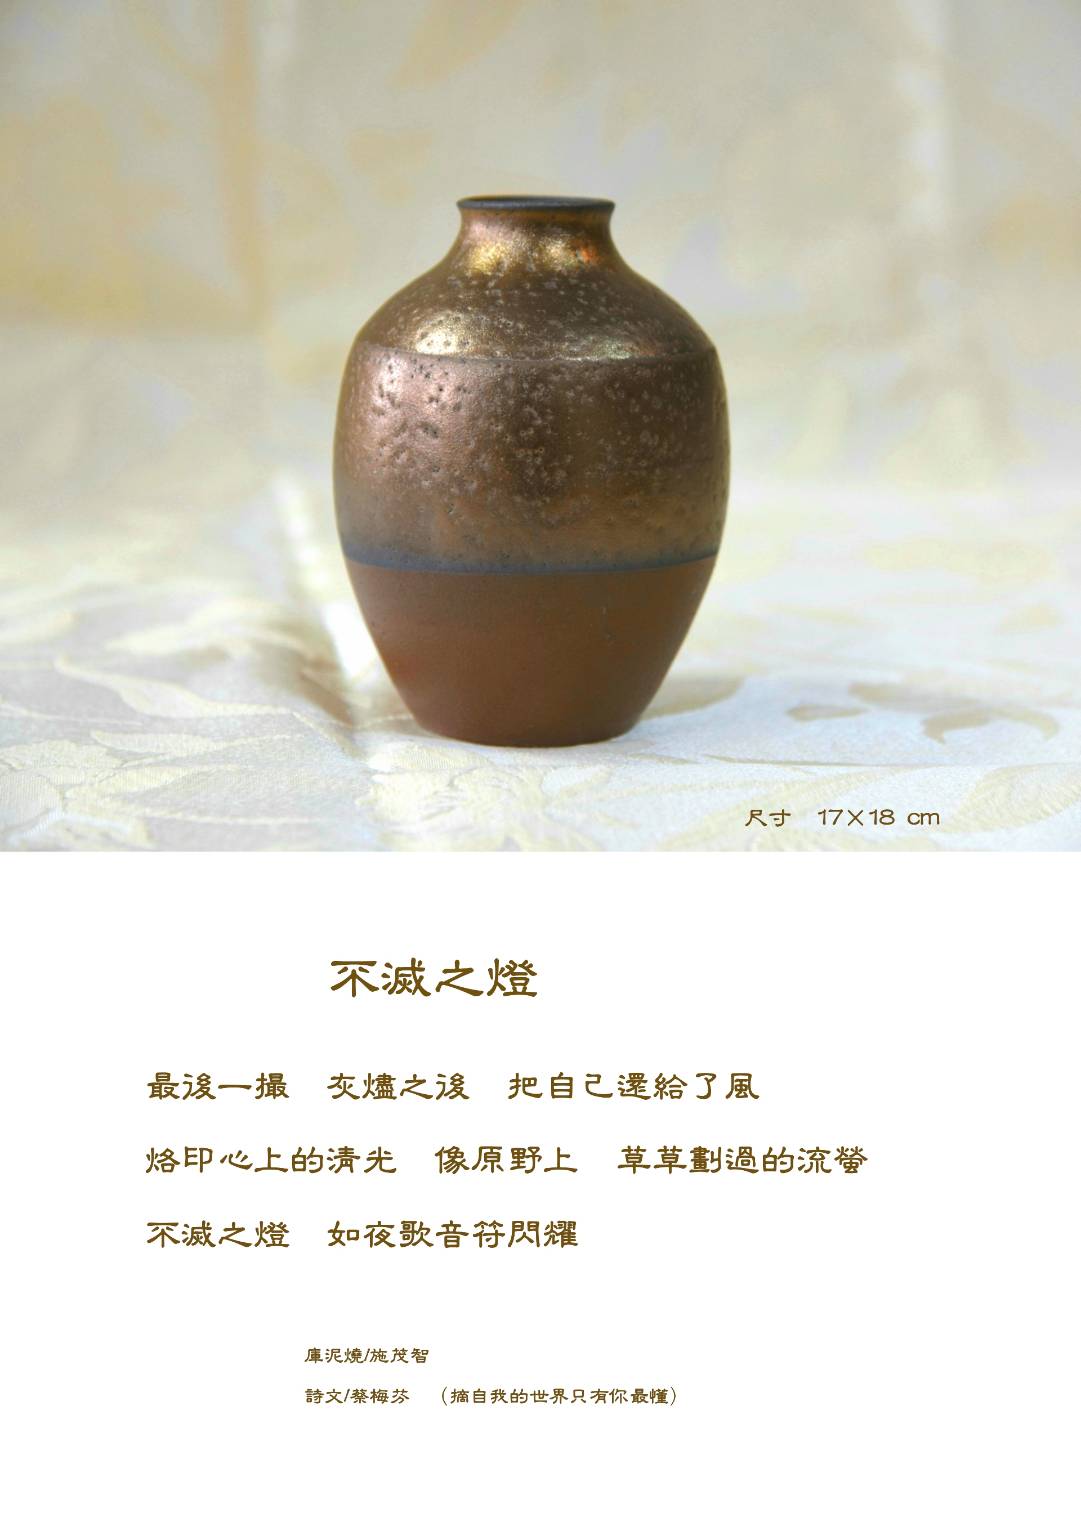 尺寸　17×18 cm
不滅之燈
最後一撮　灰燼之後　把自己還給了風
烙印心上的清光　像原野上　草草劃過的流螢
不滅之燈　如夜歌音符閃耀
庫泥燒/施茂智
詩文/蔡梅芬　（摘自我的世界只有你最懂）